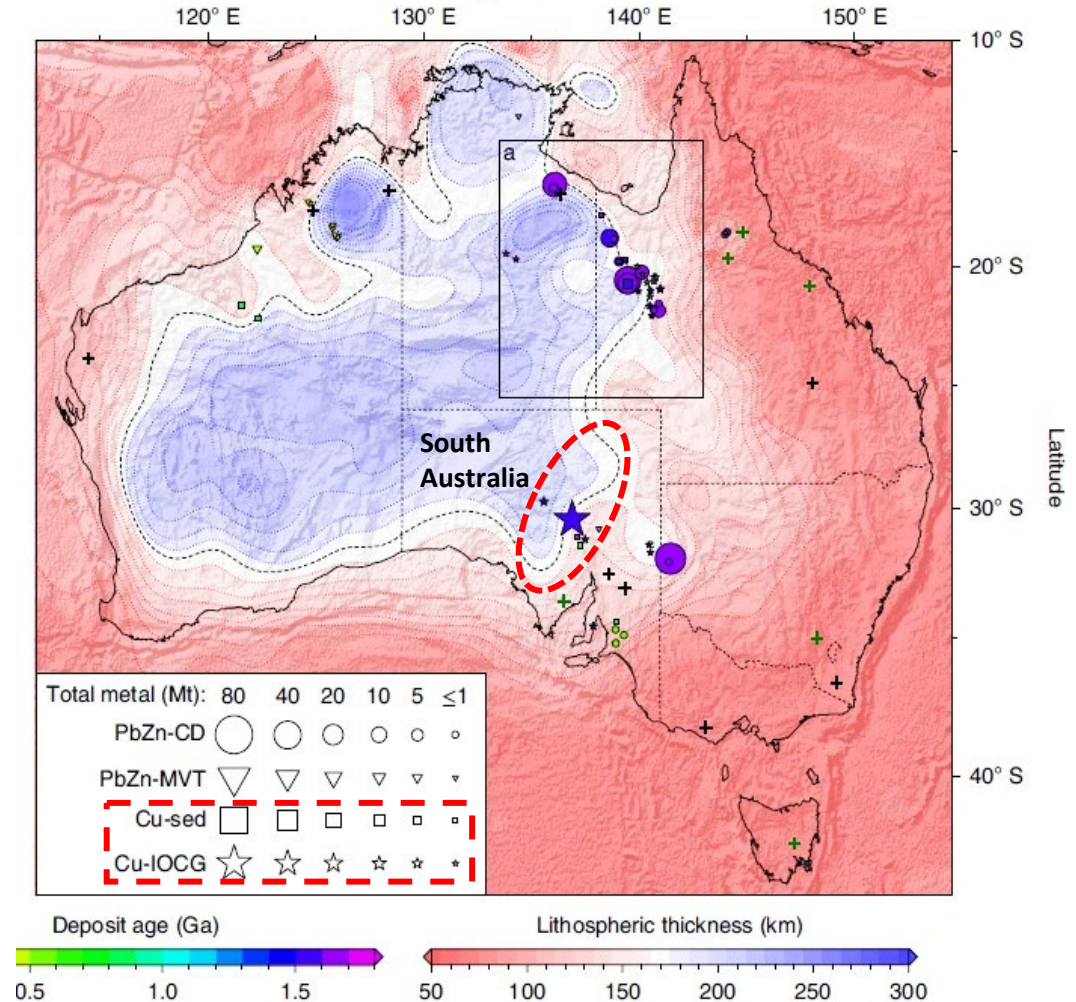 120° E 130° E 140° E 150° E
10° S
a
20° S
South
Australia
30° S
Latitude
40° S
Total metal (Mt): 80 40 20 10 5 ≤1
PbZn-CD
PbZn-MVT
Cu-sed
Cu-IOCG
Deposit age (Ga)
0.5 1.0 1.5
Lithospheric thickness (km)
50 100 150 200 250 300